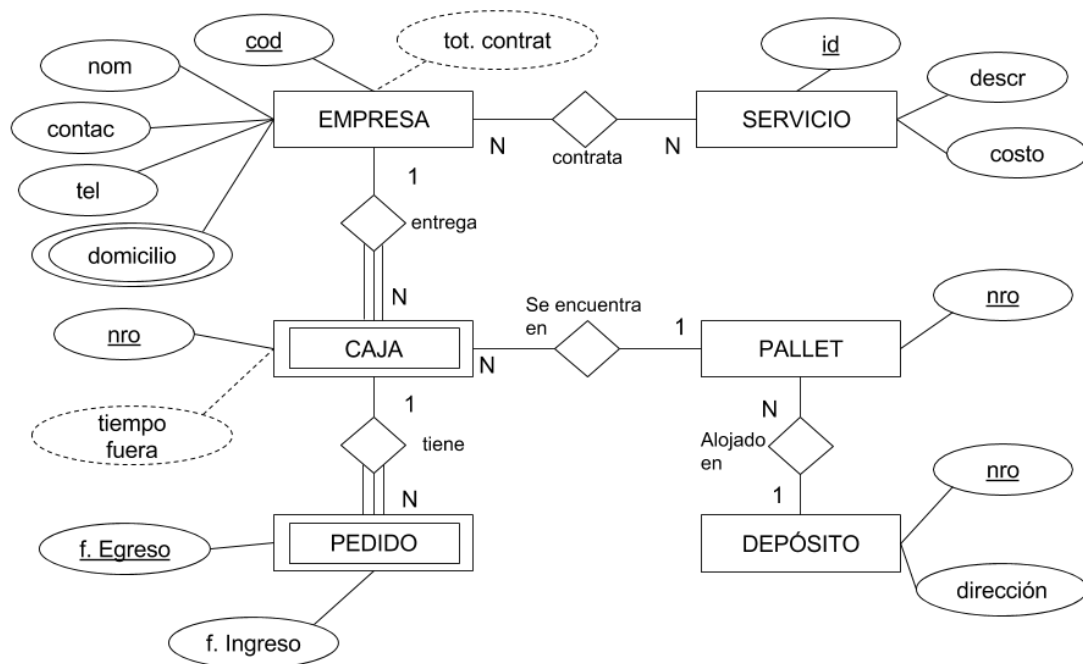 cod
tot. contrat
id
nom
descr
contac
EMPRESA
SERVICIO
N
contrata
N
costo
tel
1
entrega
domicilio
N
Se encuentra
en
nro
nro
CAJA
N
1
PALLET
tiempo
fuera
1
tiene
N
Alojado
en
nro
N
1
f. Egreso
PEDIDO
DEPÓSITO
dirección
f. Ingreso